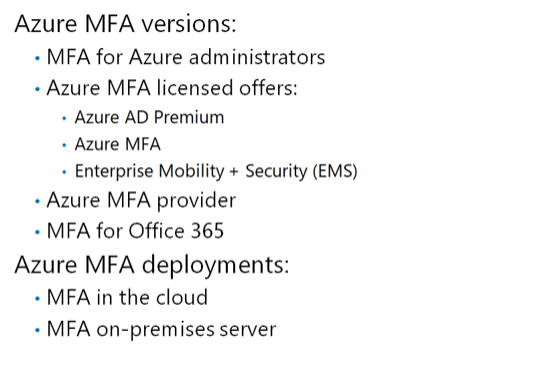 Azure MFA versions:
• MFA for Azure administrators
• Azure MFA licensed offers:
• Azure AD Premium
• Azure MFA
• Enterprise Mobility + Security (EMS)
• Azure MFA provider
• MFA for Office 365
Azure MFA deployments:
• MFA in the cloud
• MFA on-premises server